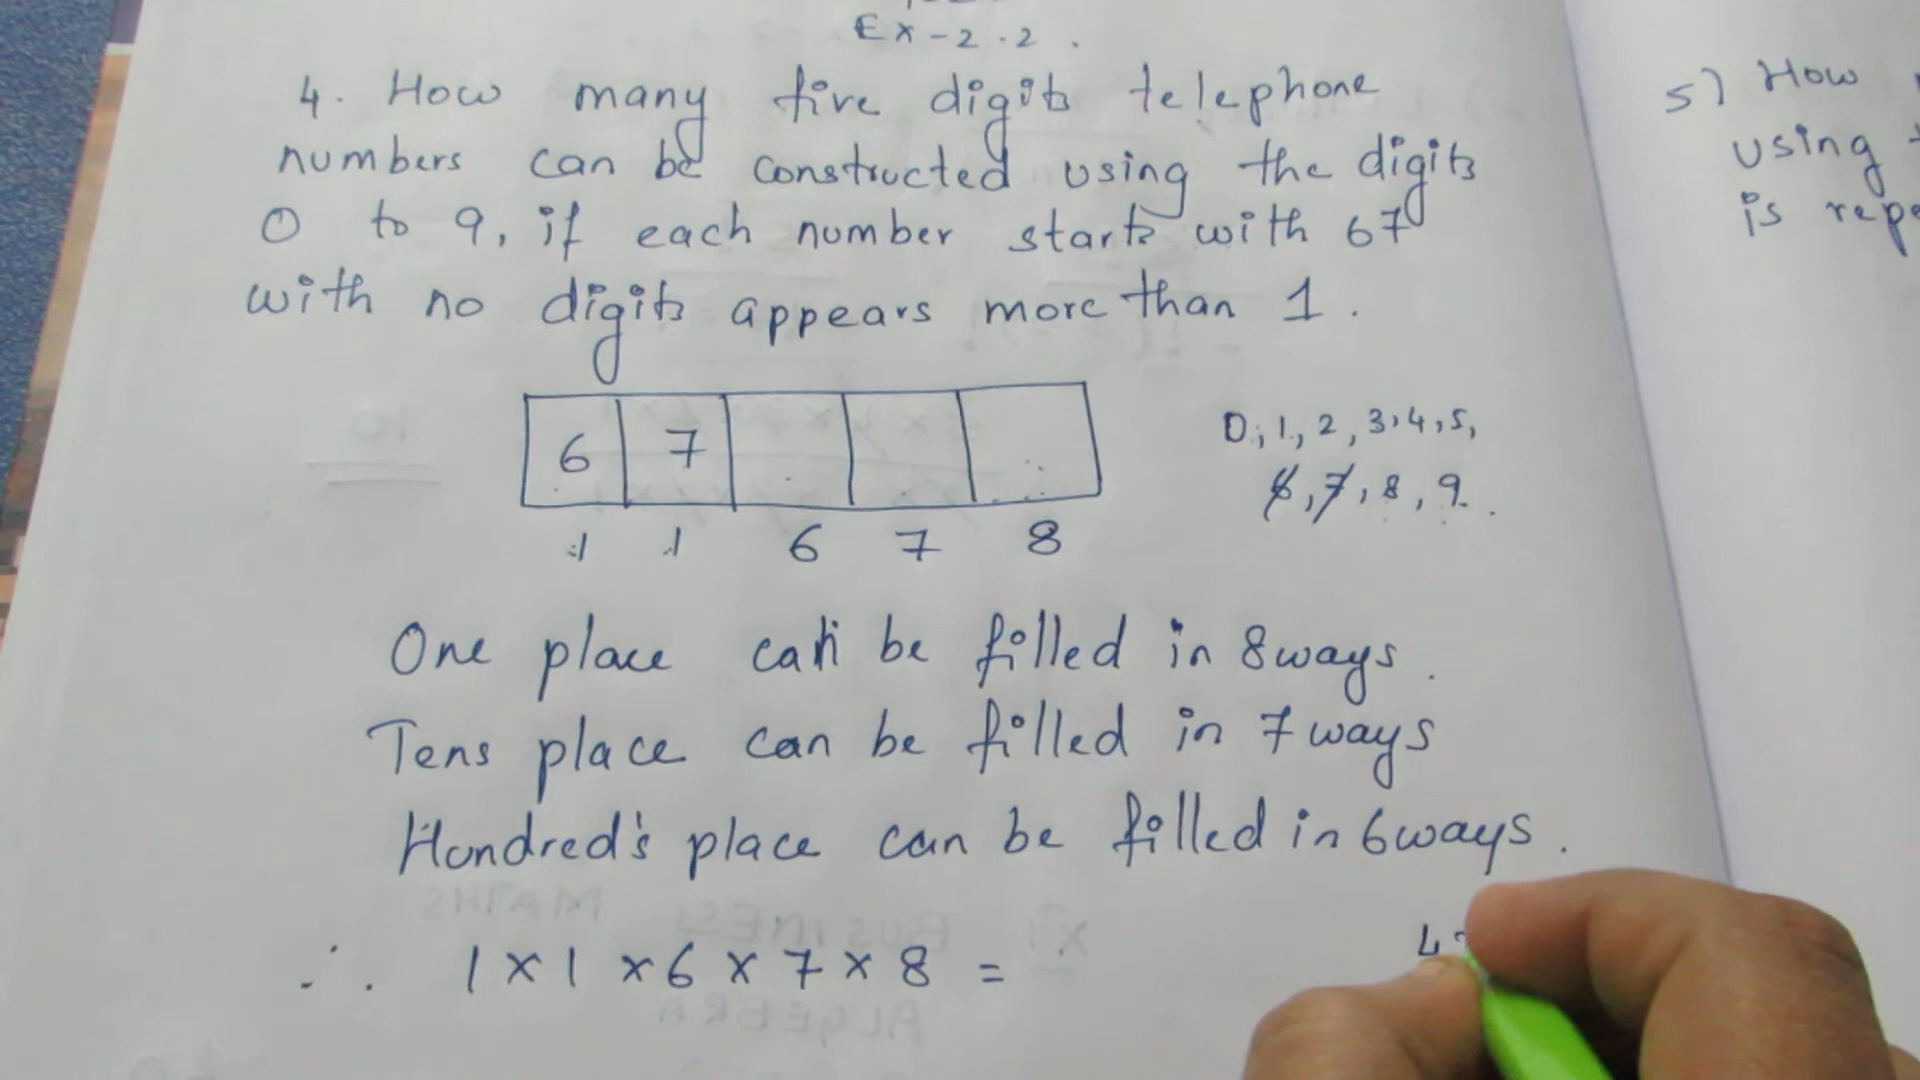 Ex-2.2.
4. How many five digits telephone
numbers can be constructed using the digits
0 to 9, if each number starts with 67
with no digits appears more than 1.
6 7
0, 1, 2, 3, 4, 5,
6, 7, 8, 9.
1 1 6 7 8
One place can be filled in 8 ways.
Tens place can be filled in 7 ways
Hundred's place can be filled in 6 ways.
∴ 1 × 1 × 6 × 7 × 8 =
4
5) How
using
is